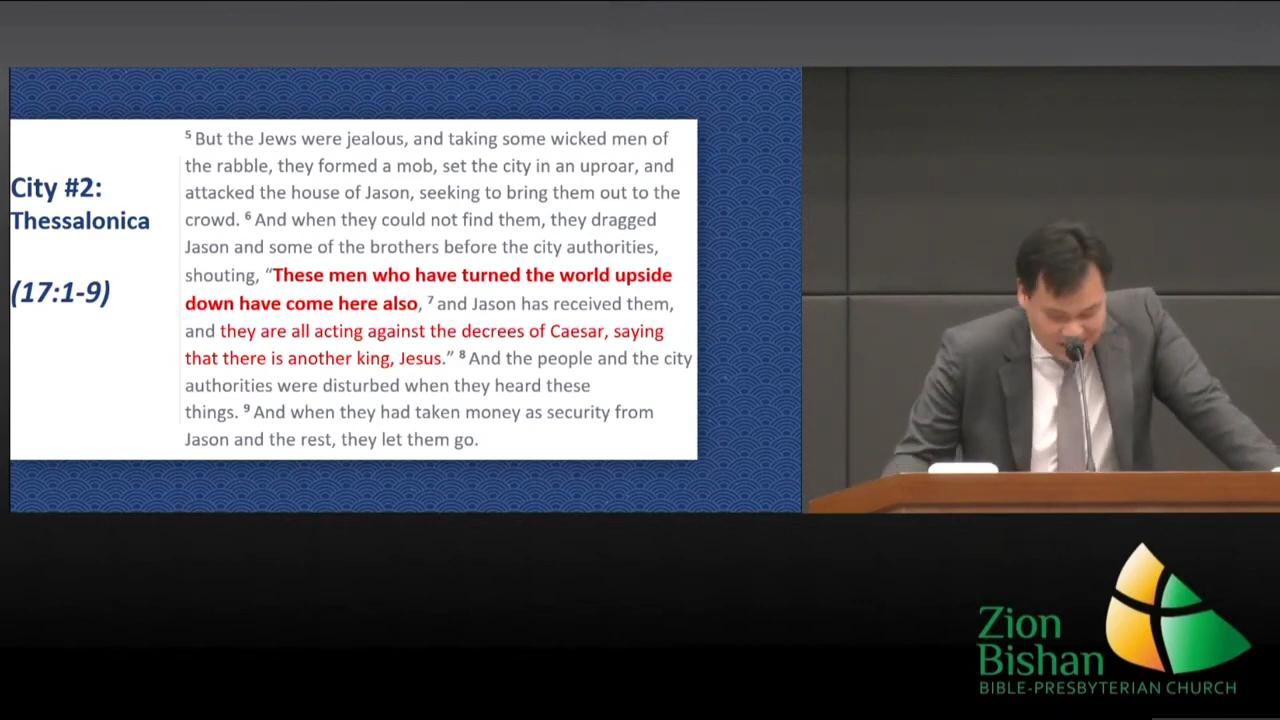 City #2:
Thessalonica
(17:1-9)
5 But the Jews were jealous, and taking some wicked men of
the rabble, they formed a mob, set the city in an uproar, and
attacked the house of Jason, seeking to bring them out to the
crowd. 6 And when they could not find them, they dragged
Jason and some of the brothers before the city authorities,
shouting, “These men who have turned the world upside
down have come here also, 7 and Jason has received them,
and they are all acting against the decrees of Caesar, saying
that there is another king, Jesus.” 8 And the people and the city
authorities were disturbed when they heard these
things. 9 And when they had taken money as security from
Jason and the rest, they let them go.
Zion
Bishan
BIBLE-PRESBYTERIAN CHURCH